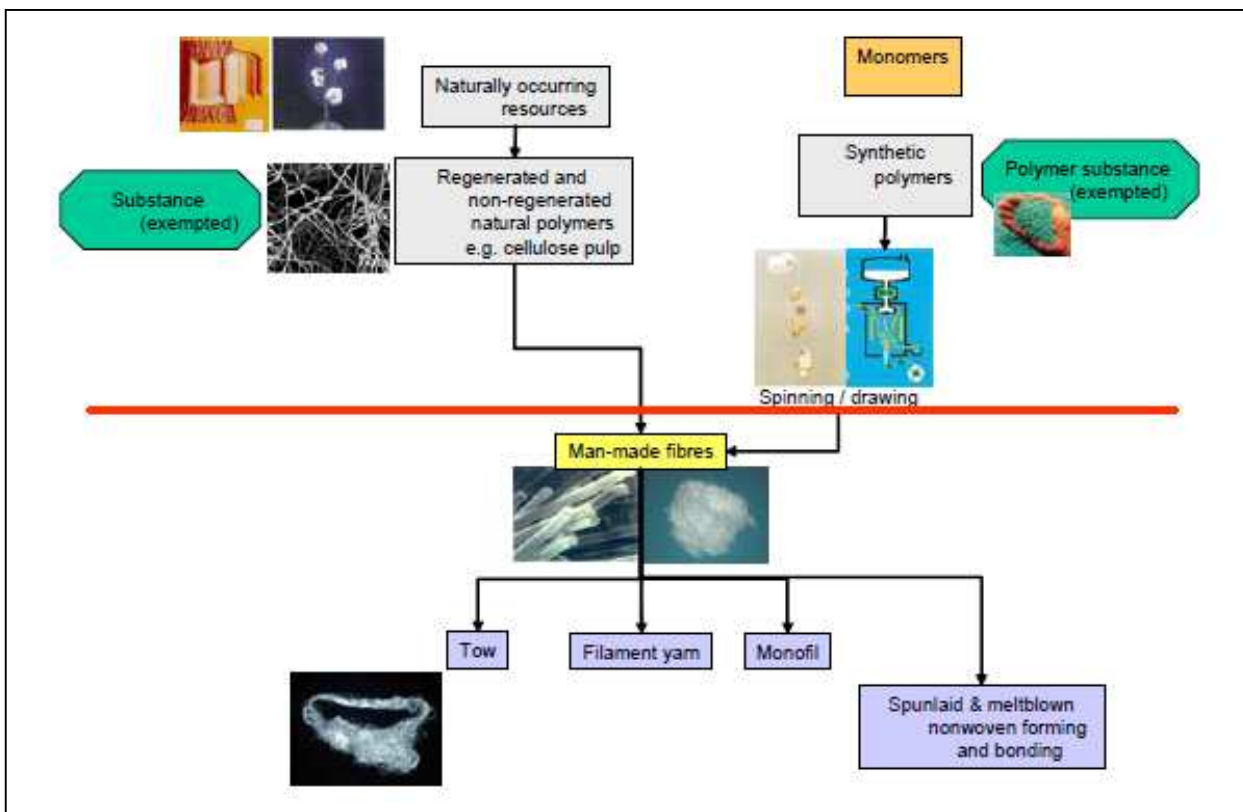 Monomers
Naturally occurring
resources
Synthetic
polymers
Polymer substance
(exempted)
Substance
(exempted)
Regenerated and
non-regenerated
natural polymers
e.g. cellulose pulp
Spinning / drawing
Man-made fibres
Tow
Filament yarn
Monofil
Spunlaid & meltblown
nonwoven forming
and bonding